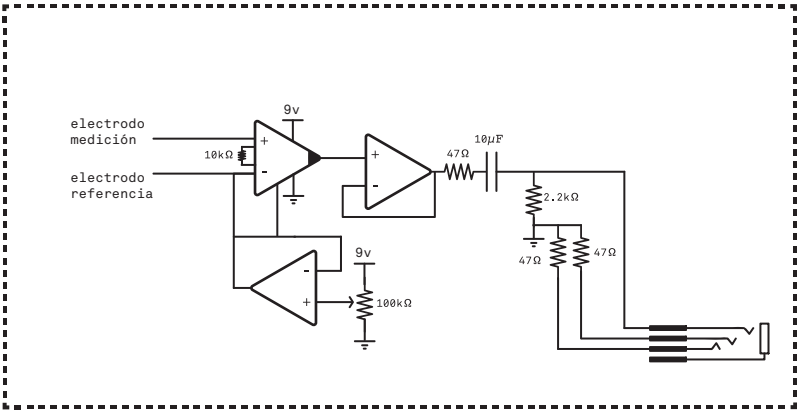 9v
electrodo
medición
+
10kΩ
-
electrodo
referencia
+
-
47Ω
10µF
2.2kΩ
47Ω
47Ω
9v
-
+
100kΩ